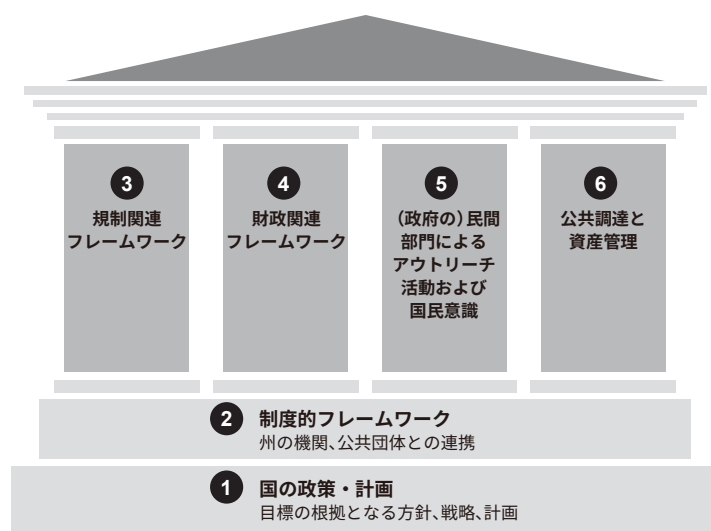 3
規制関連
フレームワーク
4
財政関連
フレームワーク
5
（政府の）民間
部門による
アウトリーチ
活動および
国民意識
6
公共調達と
資産管理
2 制度的フレームワーク
州の機関、公共団体との連携
1 国の政策・計画
目標の根拠となる方針、戦略、計画